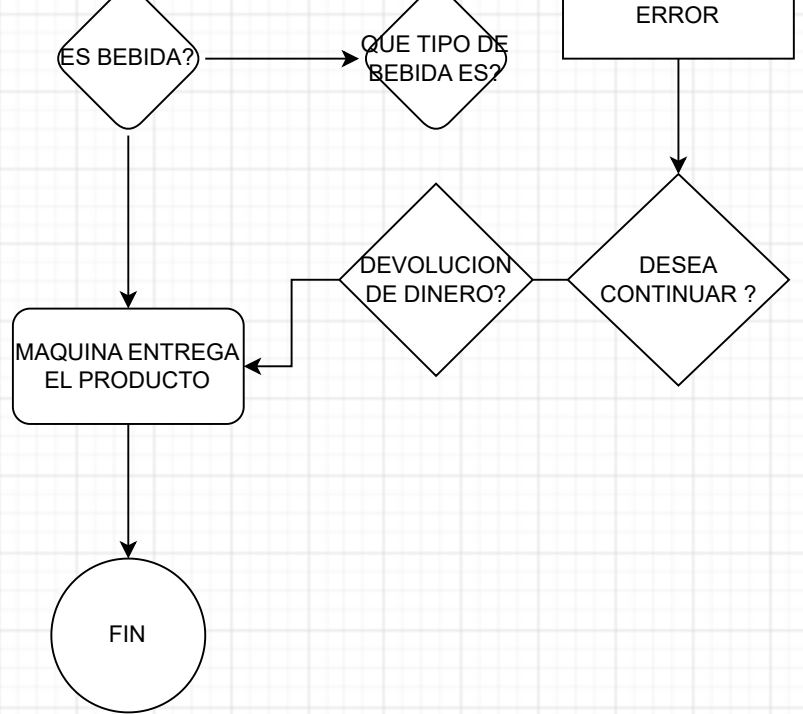 ERROR
ES BEBIDA?
QUE TIPO DE
BEBIDA ES?
DEVOLUCION
DE DINERO?
DESEA
CONTINUAR ?
MAQUINA ENTREGA
EL PRODUCTO
FIN